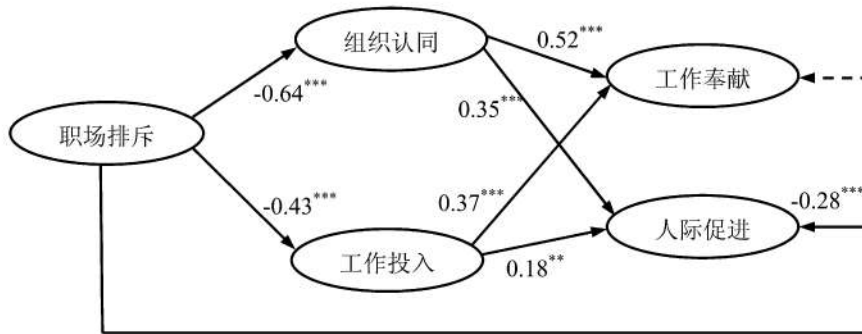 组织认同
0.52***
工作奉献
-0.64***
0.35***
职场排斥
-0.43***
0.37***
-0.28***
人际促进
工作投入
0.18**